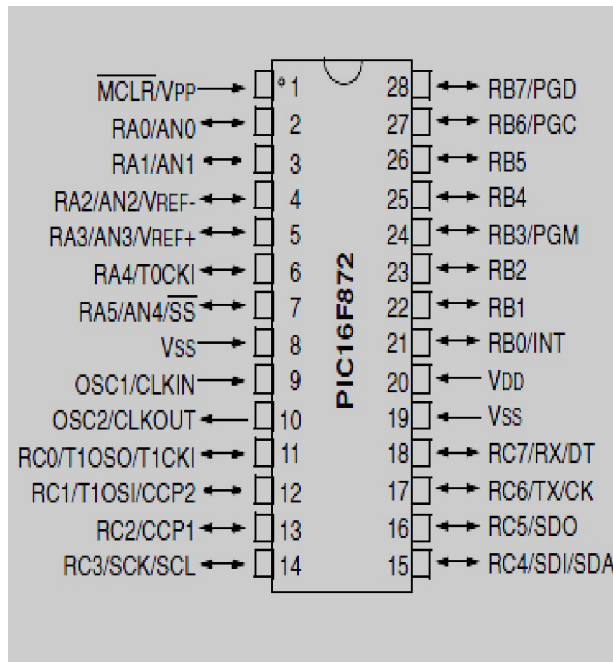 MCLR/VPP 1 28 RB7/PGD
RA0/AN0 2 27 RB6/PGC
RA1/AN1 3 26 RB5
RA2/AN2/VREF- 4 25 RB4
RA3/AN3/VREF+ 5 24 RB3/PGM
RA4/T0CKI 6 23 RB2
RA5/AN4/SS 7 22 RB1
VSS 8 21 RB0/INT
OSC1/CLKIN 9 20 VDD
OSC2/CLKOUT 10 19 VSS
RC0/T1OSO/T1CKI 11 18 RC7/RX/DT
RC1/T1OSI/CCP2 12 17 RC6/TX/CK
RC2/CCP1 13 16 RC5/SDO
RC3/SCK/SCL 14 15 RC4/SDI/SDA
PIC16F872